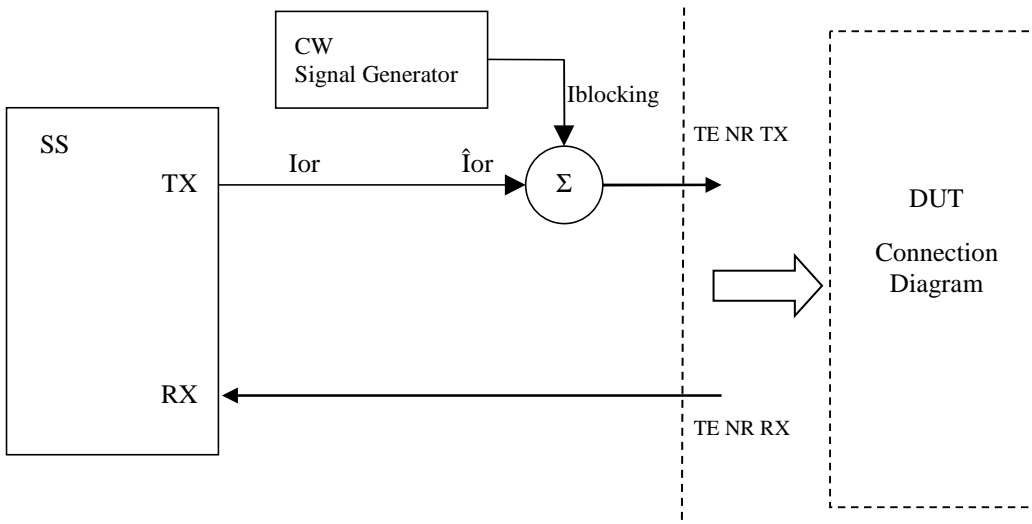 CW
Signal Generator
Iblocking
SS
TE NR TX
Ior
Îor
TX
Σ
DUT
Connection
Diagram
RX
TE NR RX